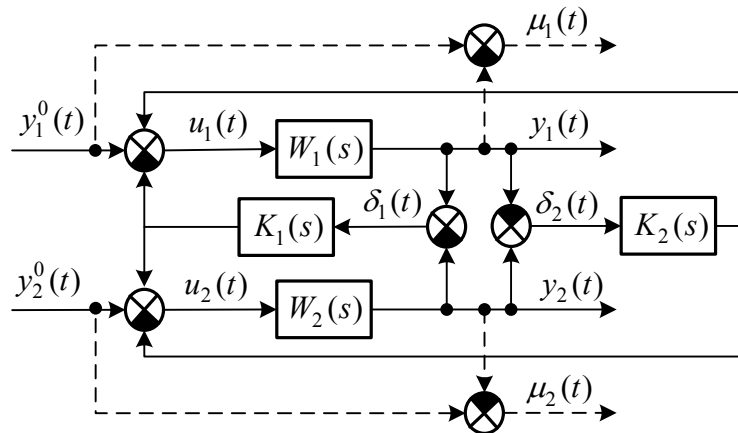 μ₁(t)
y₁⁰(t)
u₁(t)
W₁(s)
y₁(t)
K₁(s)
δ₁(t)
δ₂(t)
K₂(s)
y₂⁰(t)
u₂(t)
W₂(s)
y₂(t)
μ₂(t)